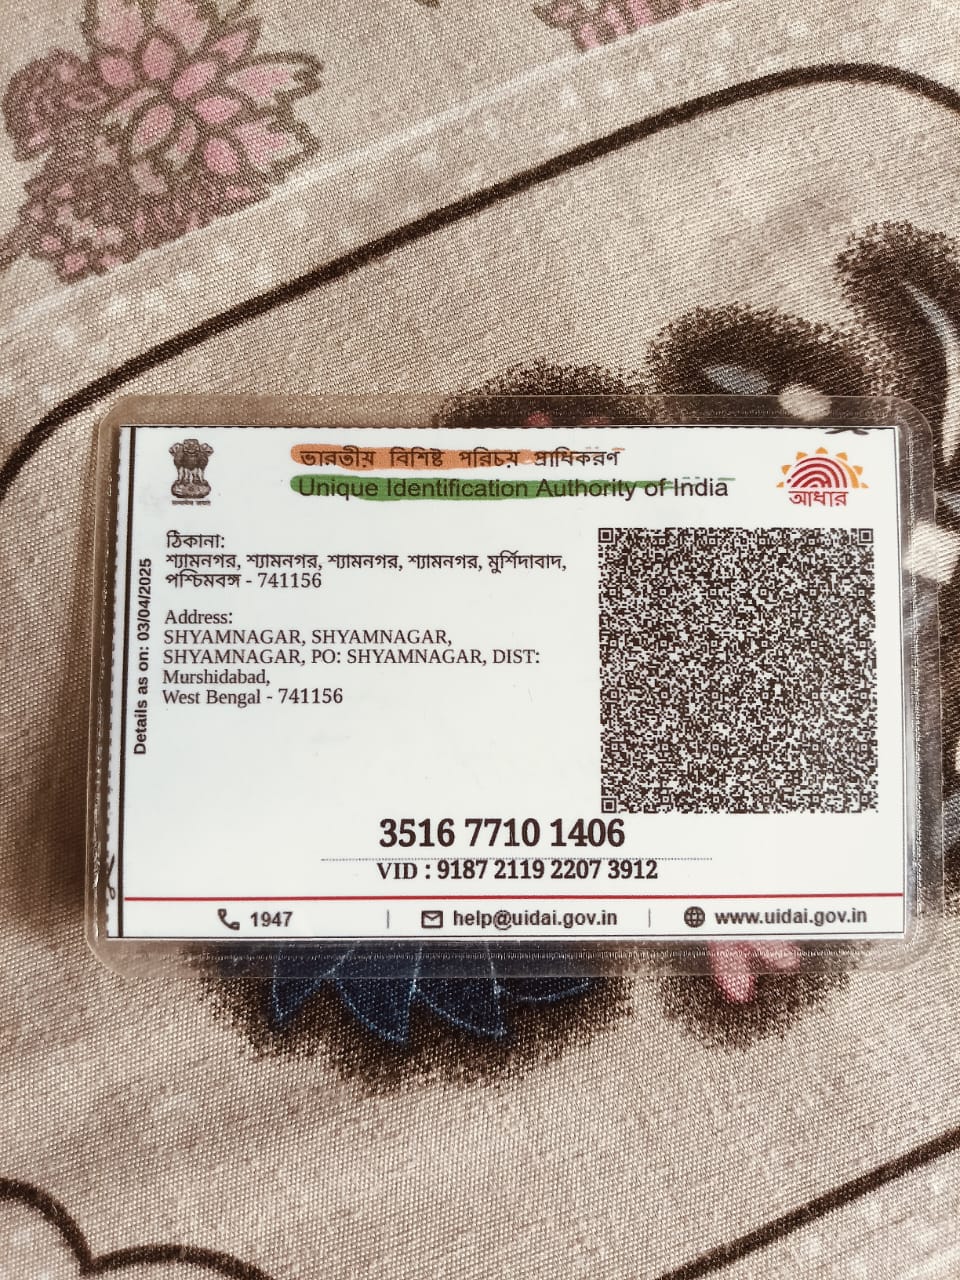 ভারতীয় বিশিষ্ট পরিচয় প্রাধিকরণ
Unique Identification Authority of India
আধার
Details as on: 03/04/2025
ঠিকানা:
শ্যামনগর, শ্যামনগর, শ্যামনগর, শ্যামনগর, মুর্শিদাবাদ,
পশ্চিমবঙ্গ - 741156
Address:
SHYAMNAGAR, SHYAMNAGAR,
SHYAMNAGAR, PO: SHYAMNAGAR, DIST:
Murshidabad,
West Bengal - 741156
3516 7710 1406
VID : 9187 2119 2207 3912
1947 | help@uidai.gov.in | www.uidai.gov.in